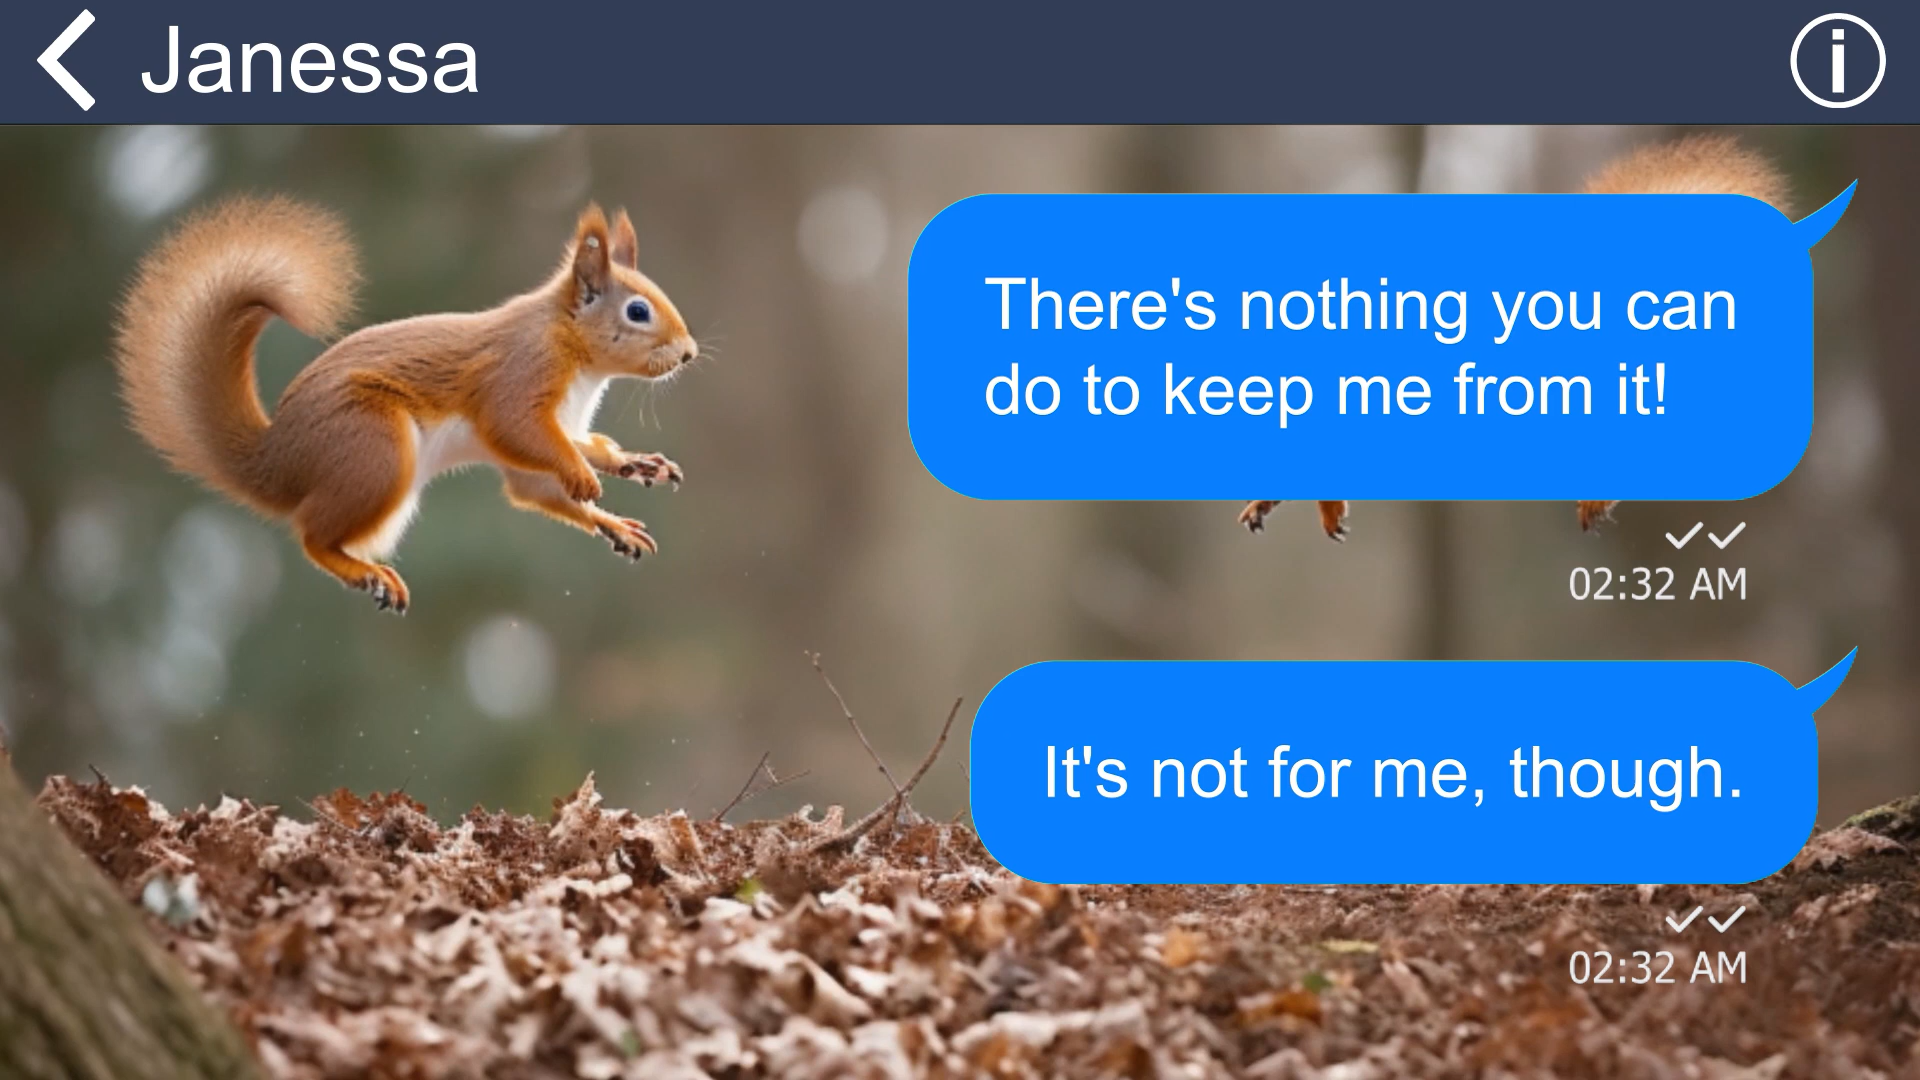 Janessa
There's nothing you can
do to keep me from it!
02:32 AM
It's not for me, though.
02:32 AM